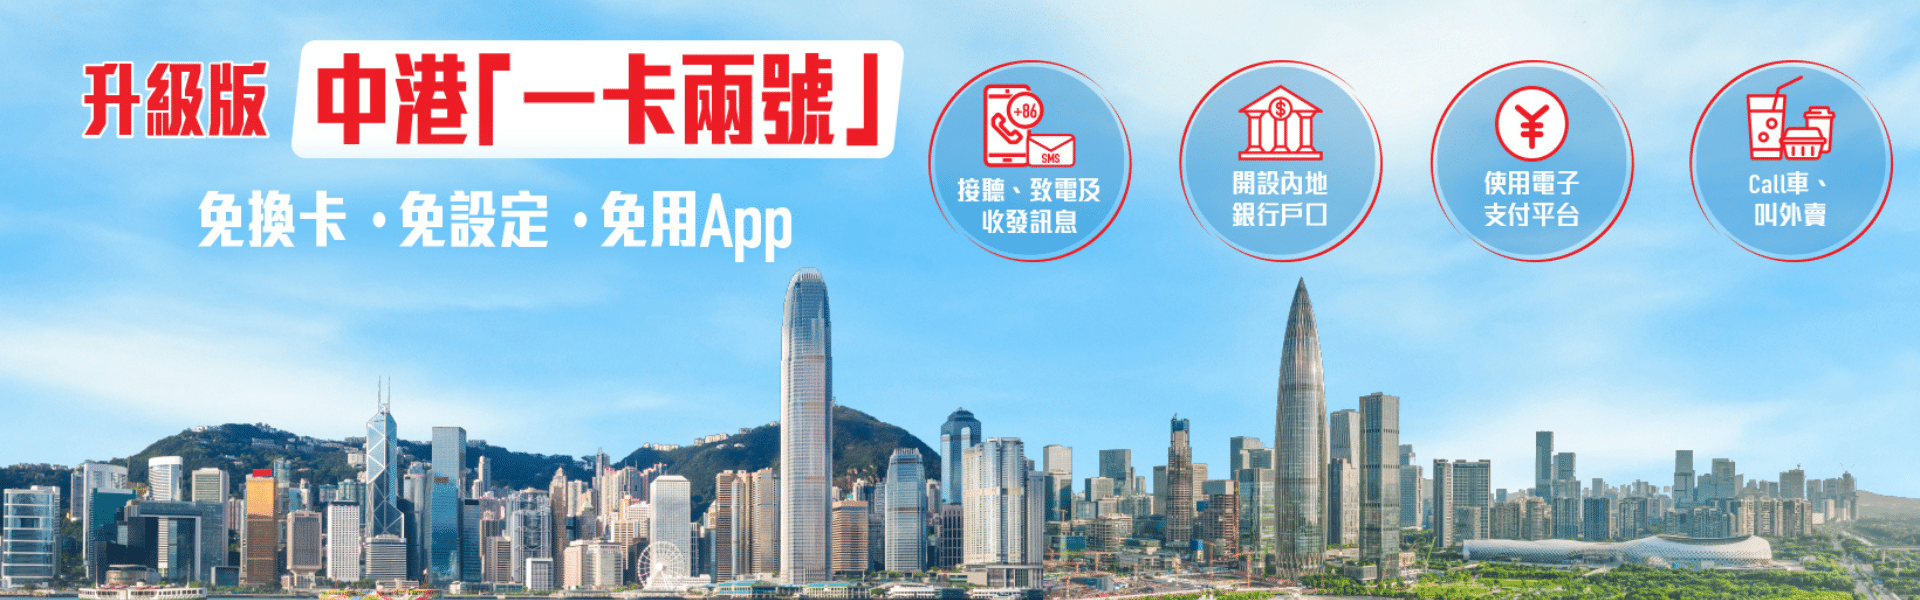 升級版 中港「一卡兩號」
免換卡・免設定・免用App
+86
SMS
接聽、致電及
收發訊息
$
開設內地
銀行戶口
¥
使用電子
支付平台
Call車、
叫外賣